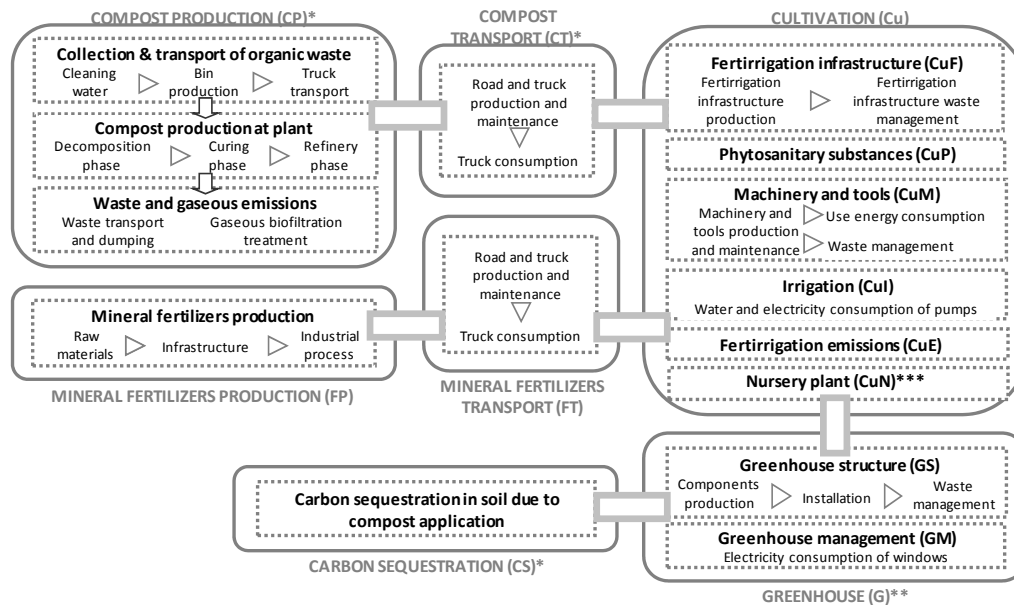 COMPOST PRODUCTION (CP)*
Collection & transport of organic waste
Cleaning water
Bin production
Truck transport
Compost production at plant
Decomposition phase
Curing phase
Refinery phase
Waste and gaseous emissions
Waste transport and dumping
Gaseous biofiltration treatment
COMPOST
TRANSPORT (CT)*
Road and truck
production and
maintenance
Truck consumption
CULTIVATION (Cu)
Fertirrigation infrastructure (CuF)
Fertirrigation infrastructure production
Fertirrigation infrastructure waste management
Phytosanitary substances (CuP)
Machinery and tools (CuM)
Machinery and tools production and maintenance
Use energy consumption
Waste management
Irrigation (CuI)
Water and electricity consumption of pumps
Fertirrigation emissions (CuE)
Nursery plant (CuN)***
Mineral fertilizers production
Raw materials
Infrastructure
Industrial process
MINERAL FERTILIZERS PRODUCTION (FP)
Road and truck
production and
maintenance
Truck consumption
MINERAL FERTILIZERS
TRANSPORT (FT)
Carbon sequestration in soil due to
compost application
CARBON SEQUESTRATION (CS)*
Greenhouse structure (GS)
Components production
Installation
Waste management
Greenhouse management (GM)
Electricity consumption of windows
GREENHOUSE (G)**